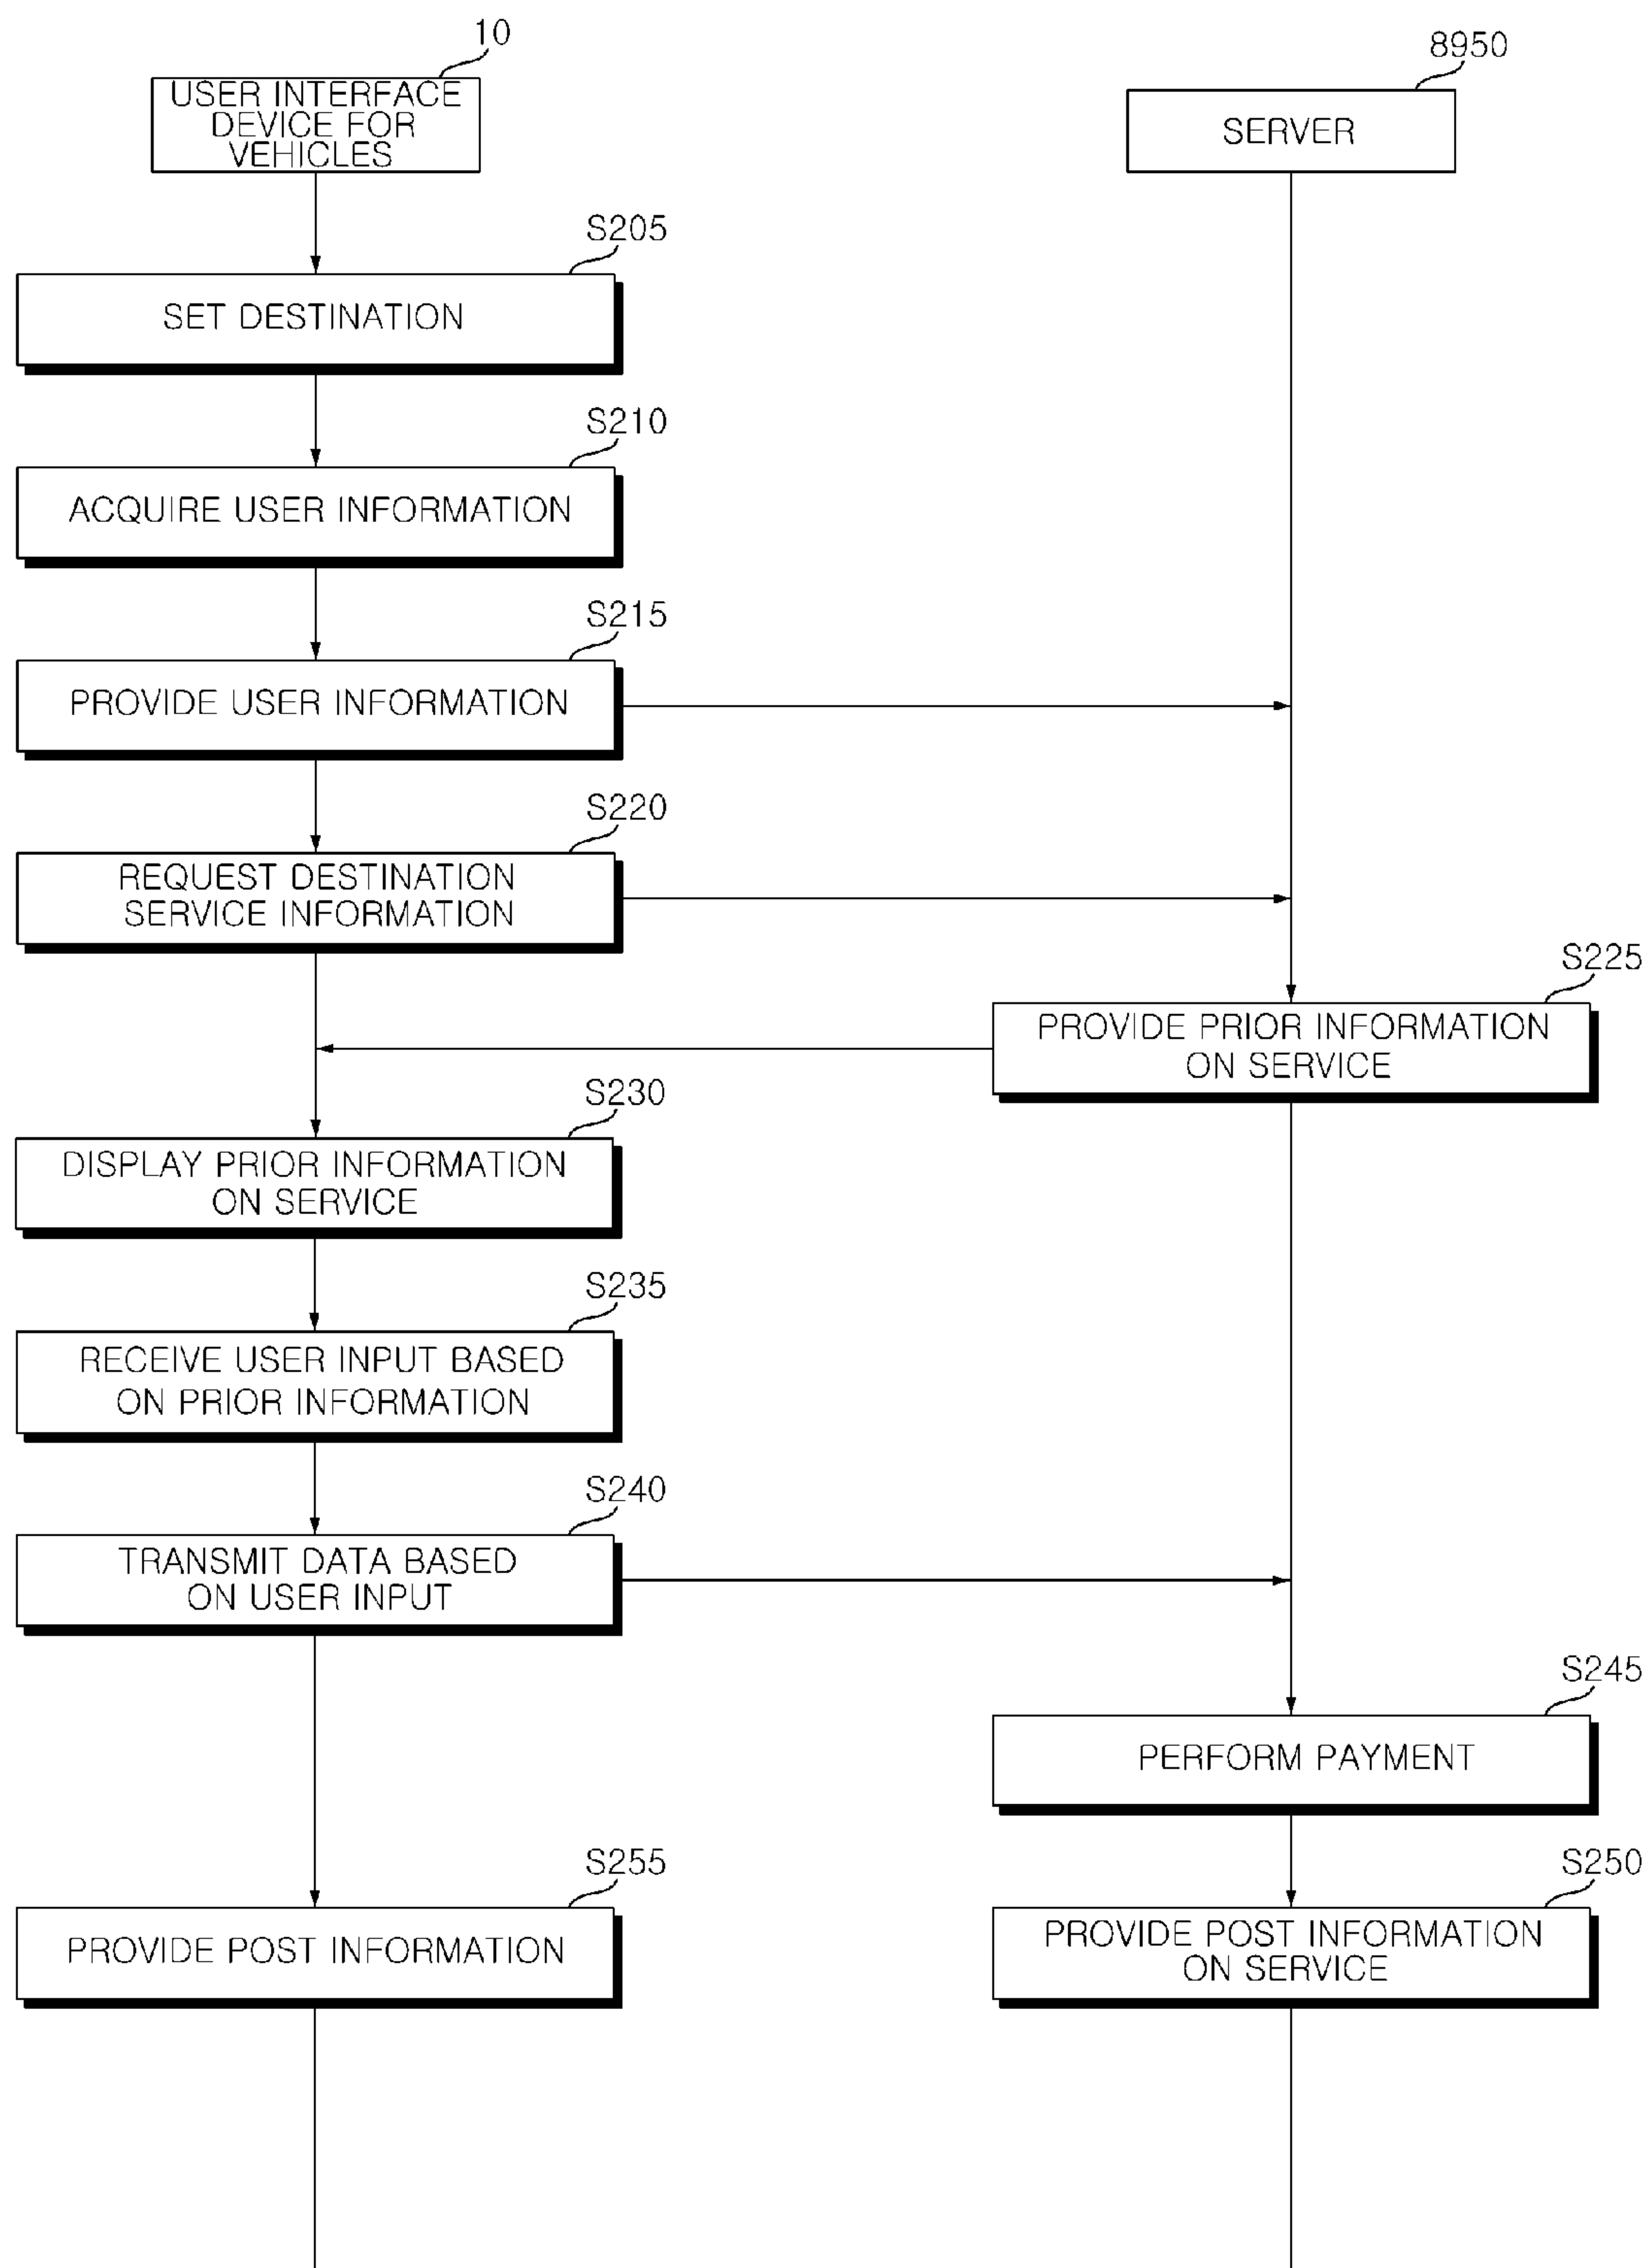 10
USER INTERFACE
DEVICE FOR
VEHICLES
8950
SERVER
S205
SET DESTINATION
S210
ACQUIRE USER INFORMATION
S215
PROVIDE USER INFORMATION
S220
REQUEST DESTINATION
SERVICE INFORMATION
S225
PROVIDE PRIOR INFORMATION
ON SERVICE
S230
DISPLAY PRIOR INFORMATION
ON SERVICE
S235
RECEIVE USER INPUT BASED
ON PRIOR INFORMATION
S240
TRANSMIT DATA BASED
ON USER INPUT
S245
PERFORM PAYMENT
S255
PROVIDE POST INFORMATION
S250
PROVIDE POST INFORMATION
ON SERVICE